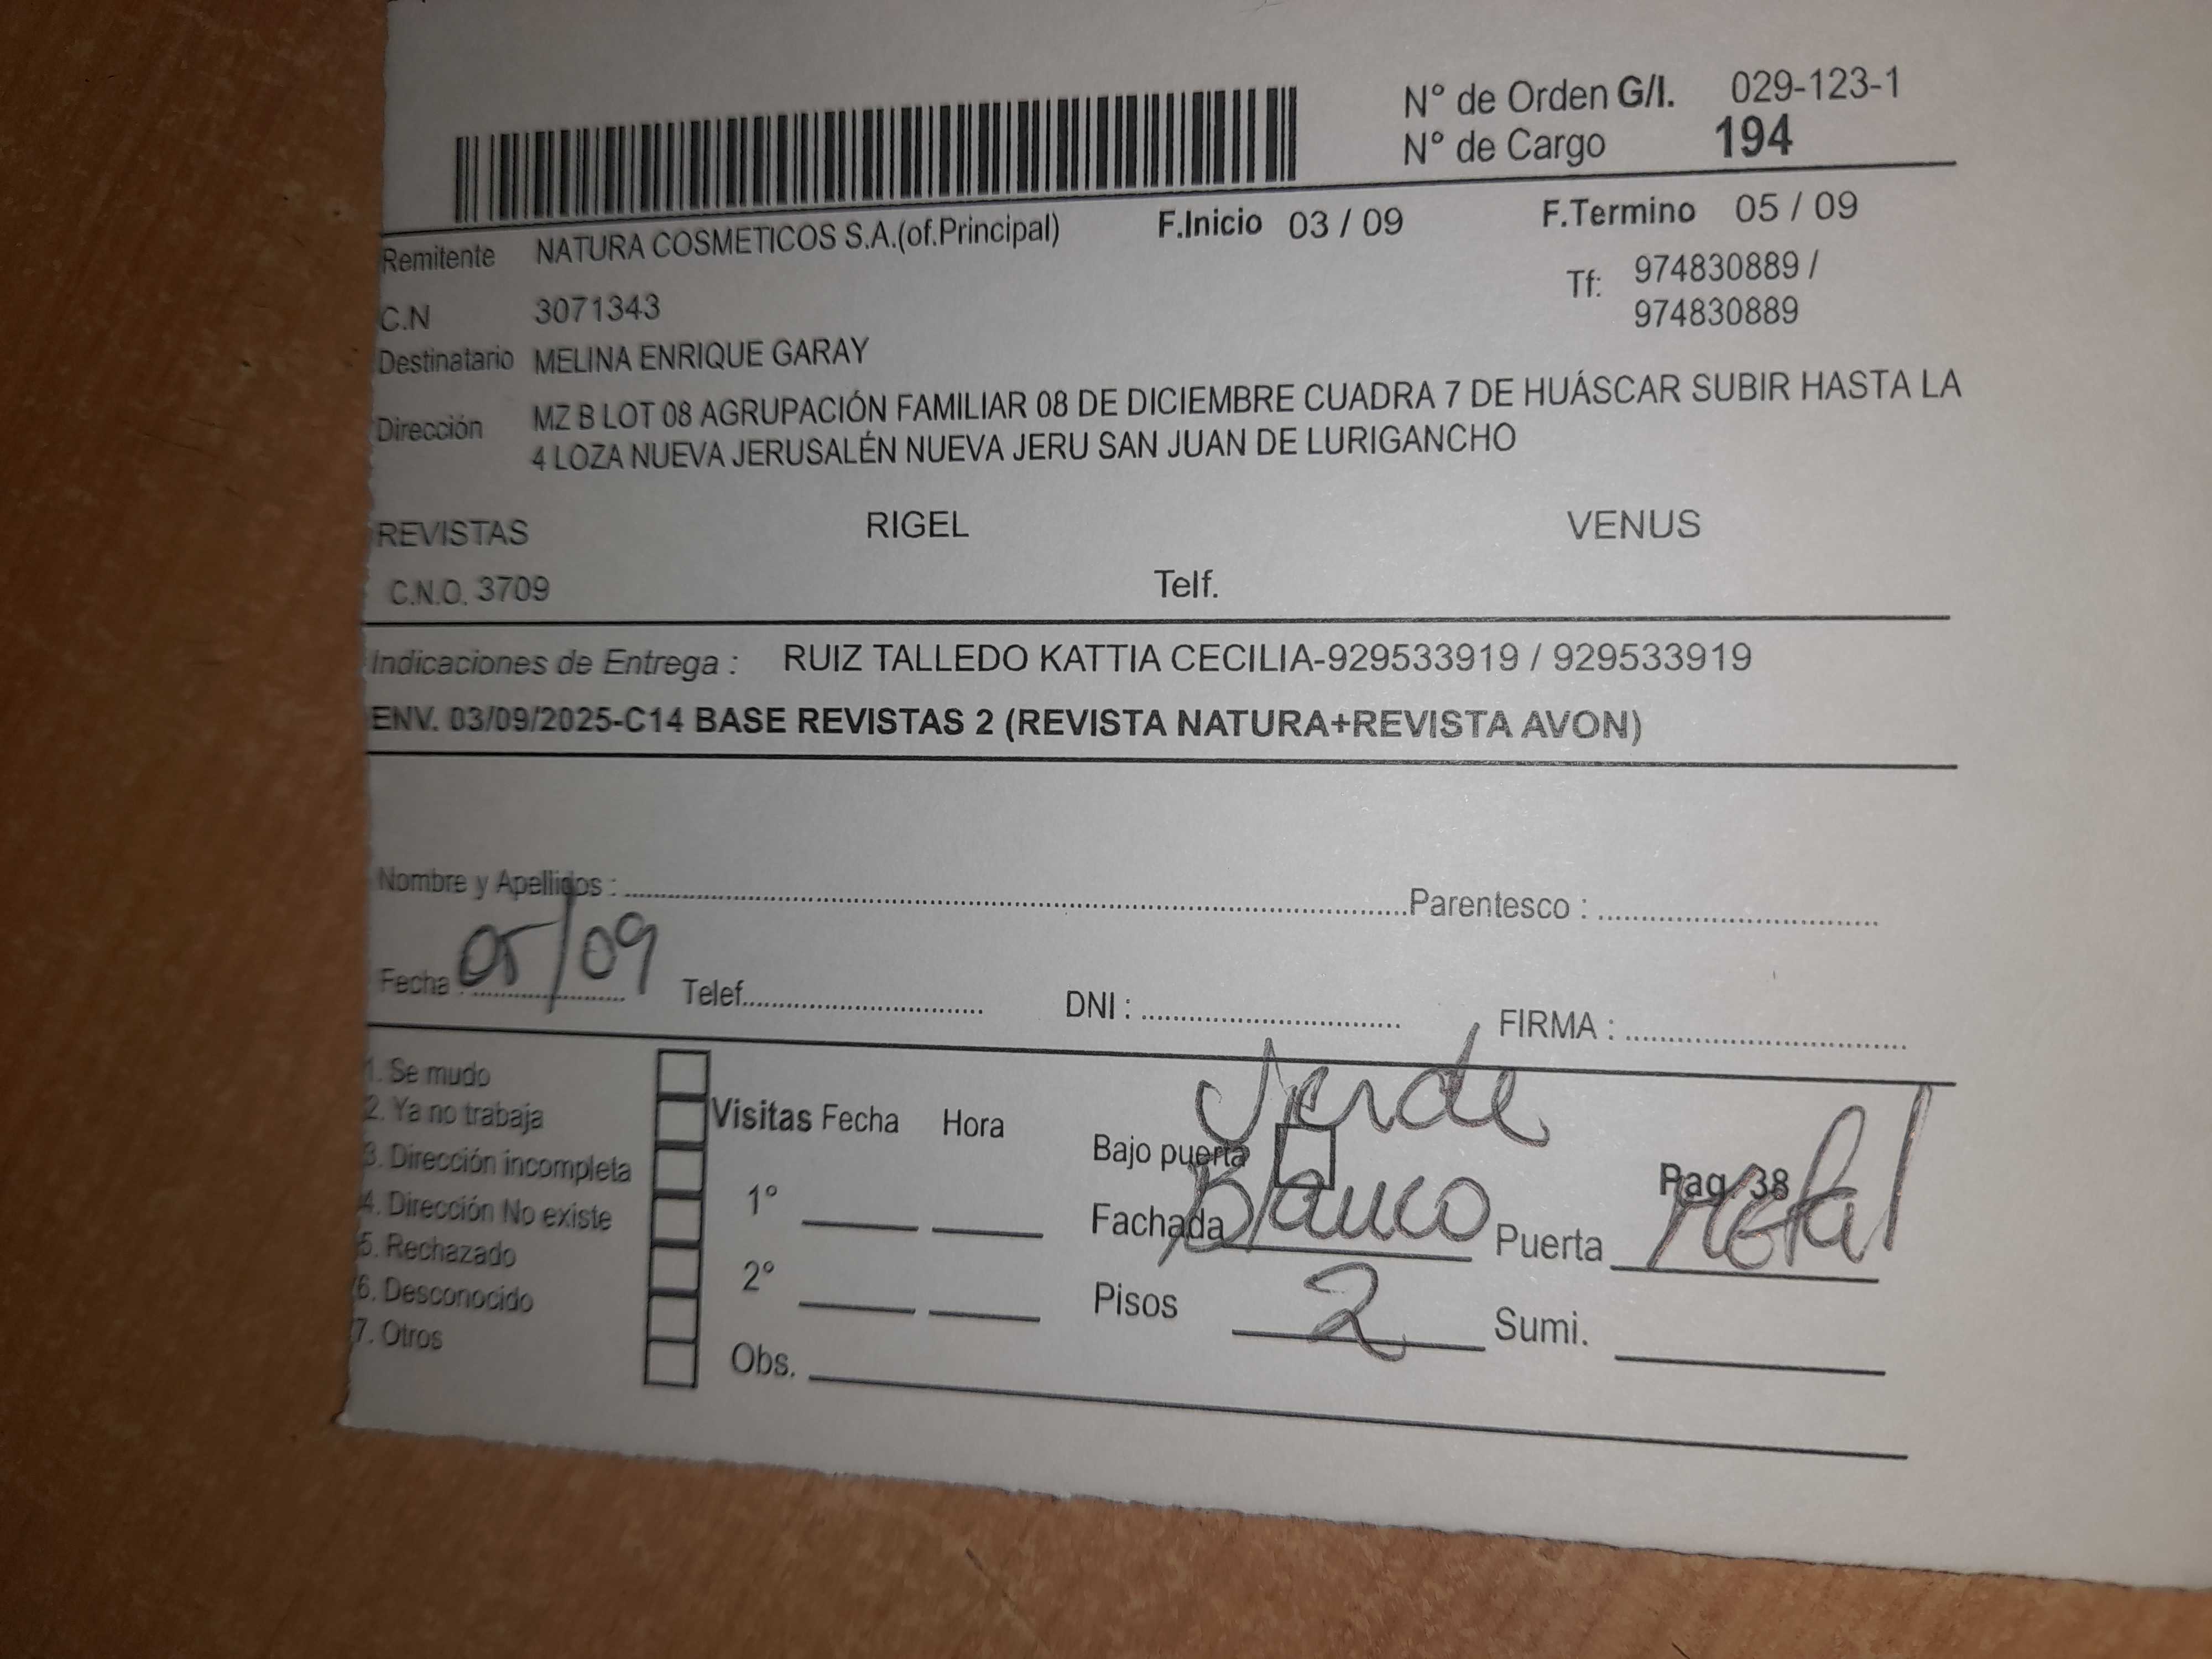 N° de Orden G/I. 029-123-1
N° de Cargo 194
Remitente NATURA COSMETICOS S.A.(of.Principal) F.Inicio 03 / 09 F.Termino 05 / 09
C.N 3071343 Tf: 974830889 /
974830889
Destinatario MELINA ENRIQUE GARAY
Dirección MZ B LOT 08 AGRUPACIÓN FAMILIAR 08 DE DICIEMBRE CUADRA 7 DE HUÁSCAR SUBIR HASTA LA
4 LOZA NUEVA JERUSALÉN NUEVA JERU SAN JUAN DE LURIGANCHO
REVISTAS RIGEL VENUS
C.N.O. 3709 Telf.
Indicaciones de Entrega : RUIZ TALLEDO KATTIA CECILIA-929533919 / 929533919
ENV. 03/09/2025-C14 BASE REVISTAS 2 (REVISTA NATURA+REVISTA AVON)
Nombre y Apellidos : Parentesco :
Fecha : 05/09 Telef. DNI : FIRMA :
1. Se mudo
2. Ya no trabaja
3. Dirección incompleta
4. Dirección No existe
5. Rechazado
6. Desconocido
7. Otros
Visitas Fecha Hora
1°
2°
Obs.
Verde
Bajo puerta Pag. 38
Fachada Blanco Puerta Metal
Pisos 2 Sumi.